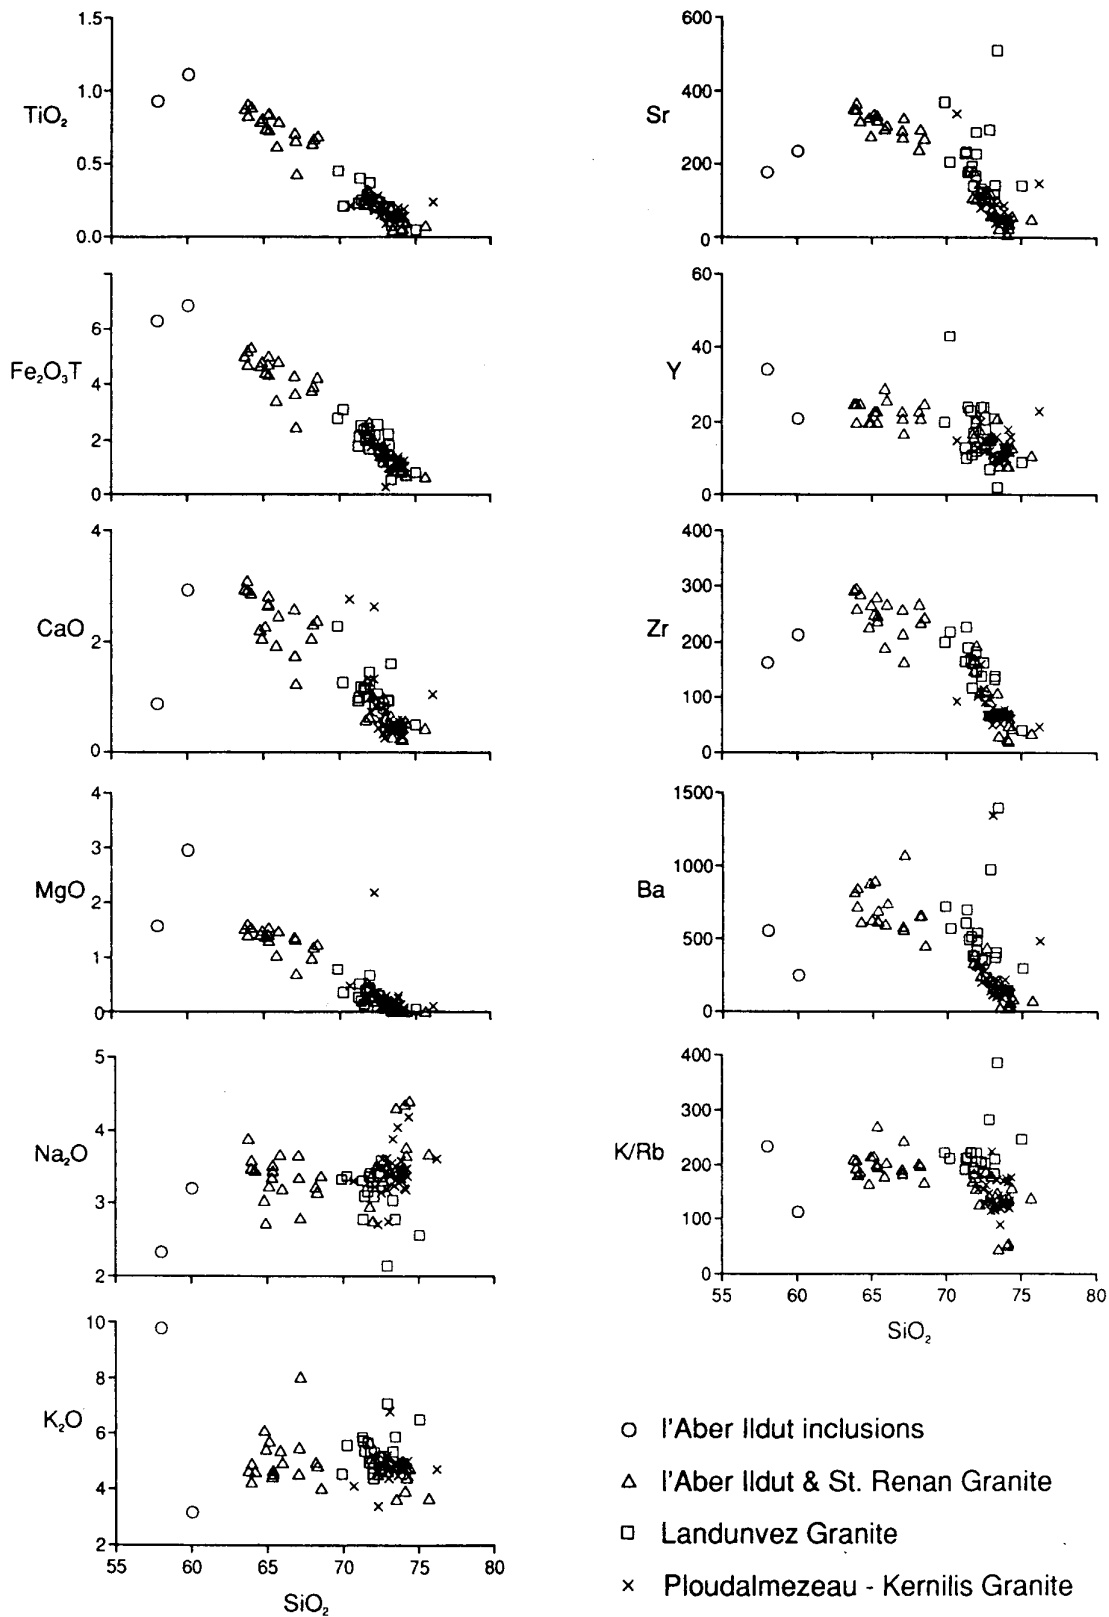 1.5
1.0
TiO₂
0.5
0.0
6
Fe₂O₃T
4
2
0
4
CaO
2
0
4
3
MgO
2
1
0
5
4
Na₂O
3
2
10
8
K₂O
6
4
2
55 60 65 70 75 80
SiO₂
600
400
Sr
200
0
60
40
Y
20
0
400
300
Zr
200
100
0
1500
1000
Ba
500
0
400
300
K/Rb
200
100
0
55 60 65 70 75 80
SiO₂
l'Aber Ildut inclusions
l'Aber Ildut & St. Renan Granite
Landunvez Granite
Ploudalmezeau - Kernilis Granite